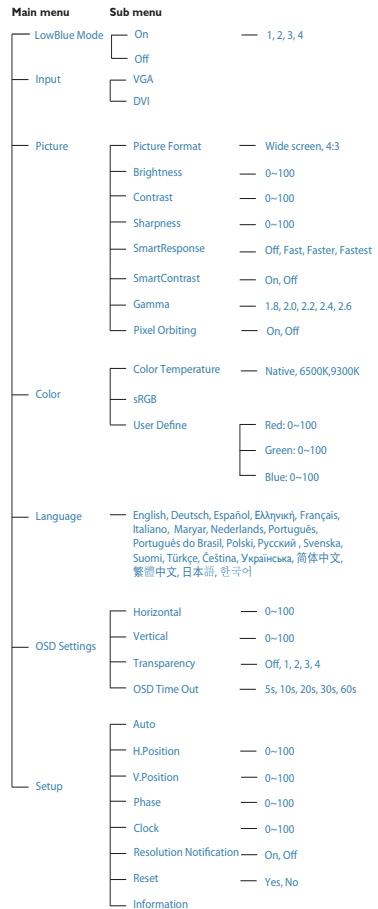 Main menu Sub menu
LowBlue Mode On 1, 2, 3, 4
Off
Input VGA
DVI
Picture Picture Format Wide screen, 4:3
Brightness 0~100
Contrast 0~100
Sharpness 0~100
SmartResponse Off, Fast, Faster, Fastest
SmartContrast On, Off
Gamma 1.8, 2.0, 2.2, 2.4, 2.6
Pixel Orbiting On, Off
Color Temperature Native, 6500K,9300K
Color sRGB
User Define Red: 0~100
Green: 0~100
Blue: 0~100
Language English, Deutsch, Español, Ελληνική, Français,
Italiano, Maryar, Nederlands, Português,
Português do Brasil, Polski, Русский , Svenska,
Suomi, Türkçe, Čeština, Українська, 简体中文,
繁體中文, 日本語, 한국어
Horizontal 0~100
Vertical 0~100
OSD Settings Transparency Off, 1, 2, 3, 4
OSD Time Out 5s, 10s, 20s, 30s, 60s
Auto
H.Position 0~100
V.Position 0~100
Setup Phase 0~100
Clock 0~100
Resolution Notification On, Off
Reset Yes, No
Information